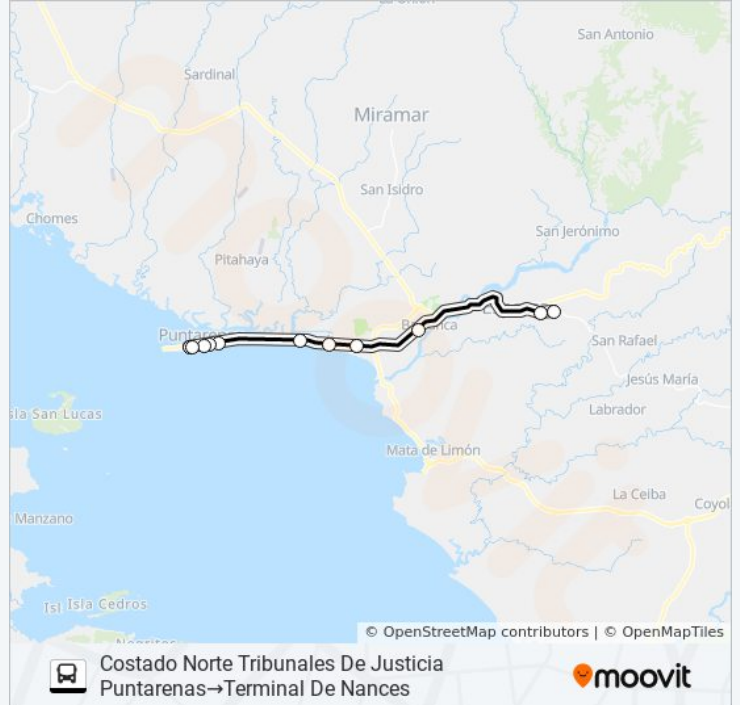 San Antonio
Sardinal
Miramar
San Isidro
Chomes
San Jerónimo
Pitahaya
San Rafael
Jesús María
Labrador
sla San Lucas
Mata de Limón
La Ceiba
Coyol
Manzano
Isl Isla Cedros
© OpenStreetMap contributors | © OpenMapTiles
Costado Norte Tribunales De Justicia
Puntarenas→Terminal De Nances
moovit